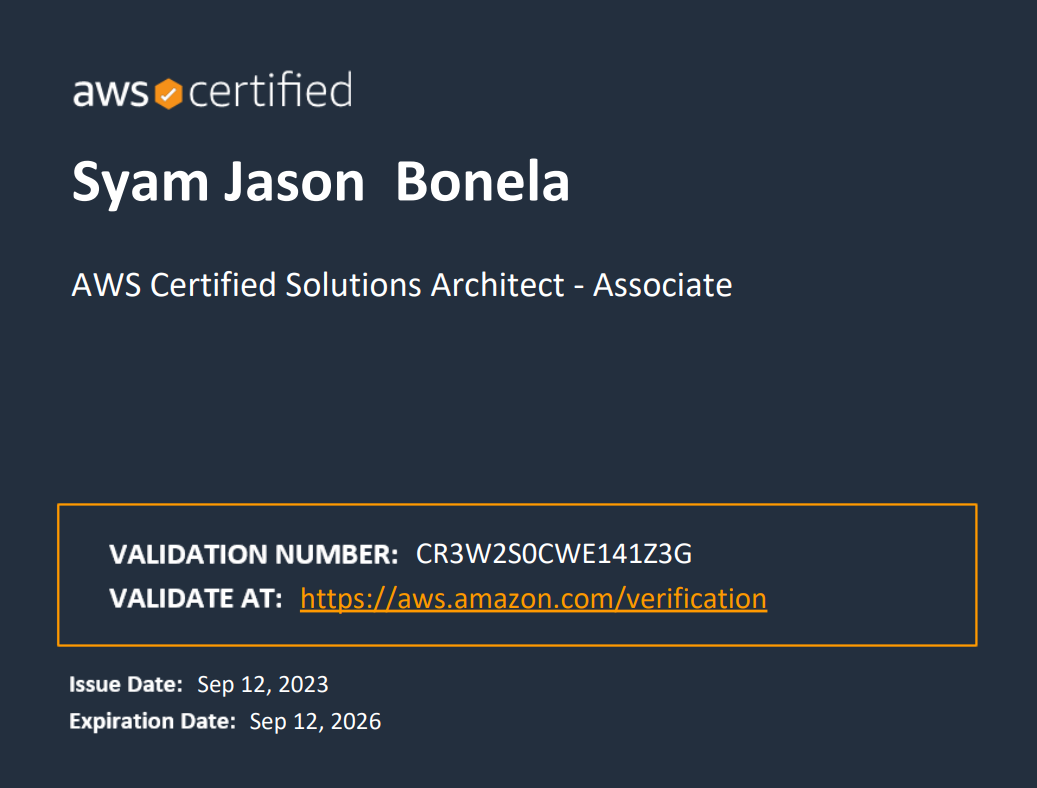 aws certified
Syam Jason  Bonela
AWS Certified Solutions Architect - Associate
VALIDATION NUMBER: CR3W2S0CWE141Z3G
VALIDATE AT: https://aws.amazon.com/verification
Issue Date: Sep 12, 2023
Expiration Date: Sep 12, 2026